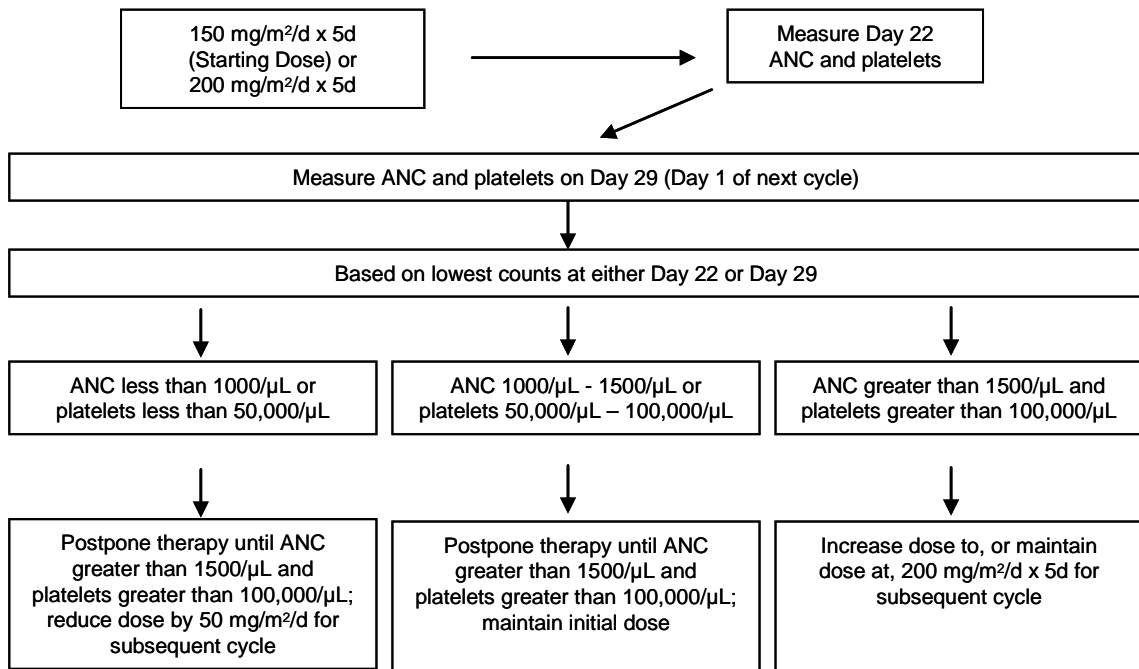 150 mg/m²/d x 5d
(Starting Dose) or
200 mg/m²/d x 5d
Measure Day 22
ANC and platelets
Measure ANC and platelets on Day 29 (Day 1 of next cycle)
Based on lowest counts at either Day 22 or Day 29
ANC less than 1000/µL or
platelets less than 50,000/µL
ANC 1000/µL - 1500/µL or
platelets 50,000/µL – 100,000/µL
ANC greater than 1500/µL and
platelets greater than 100,000/µL
Postpone therapy until ANC
greater than 1500/µL and
platelets greater than 100,000/µL;
reduce dose by 50 mg/m²/d for
subsequent cycle
Postpone therapy until ANC
greater than 1500/µL and
platelets greater than 100,000/µL;
maintain initial dose
Increase dose to, or maintain
dose at, 200 mg/m²/d x 5d for
subsequent cycle